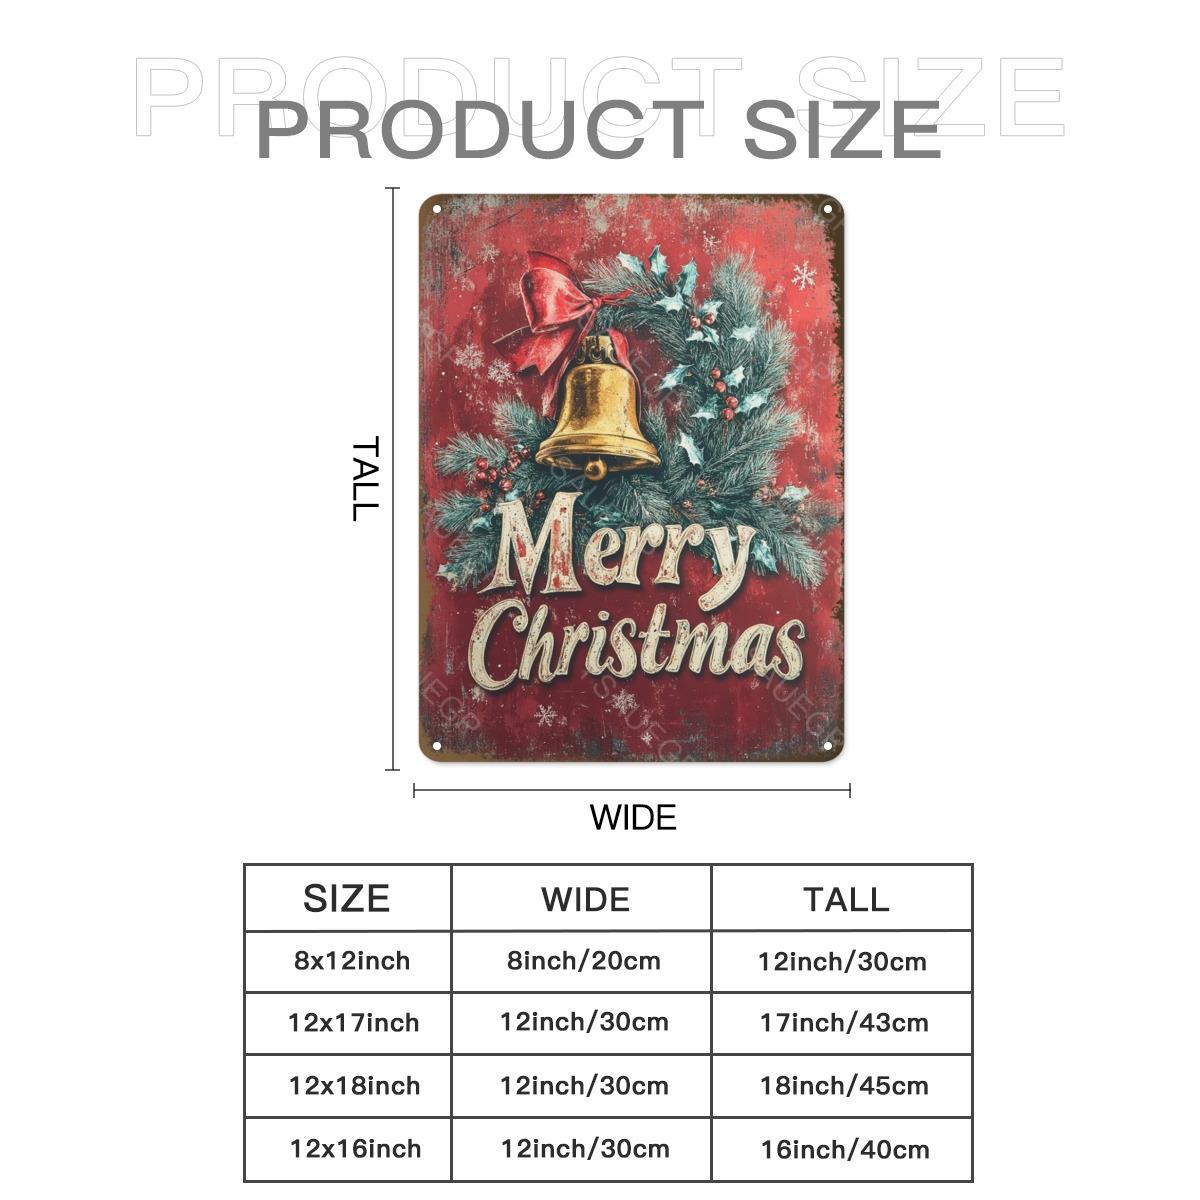 PRODUCT SIZE
PRODUCT SIZE
TALL
Merry
Christmas
WIDE
SIZE WIDE TALL
8x12inch 8inch/20cm 12inch/30cm
12x17inch 12inch/30cm 17inch/43cm
12x18inch 12inch/30cm 18inch/45cm
12x16inch 12inch/30cm 16inch/40cm